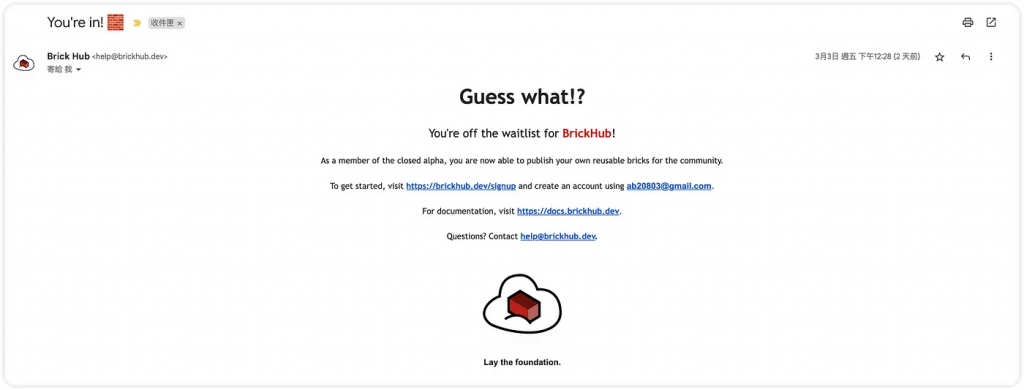 You're in! 🧱 收件匣 ×
Brick Hub <help@brickhub.dev> 3月3日 週五 下午12:28 (2 天前)
寄給 我
Guess what!?
You're off the waitlist for BrickHub!
As a member of the closed alpha, you are now able to publish your own reusable bricks for the community.
To get started, visit https://brickhub.dev/signup and create an account using ab20803@gmail.com.
For documentation, visit https://docs.brickhub.dev.
Questions? Contact help@brickhub.dev.
Lay the foundation.